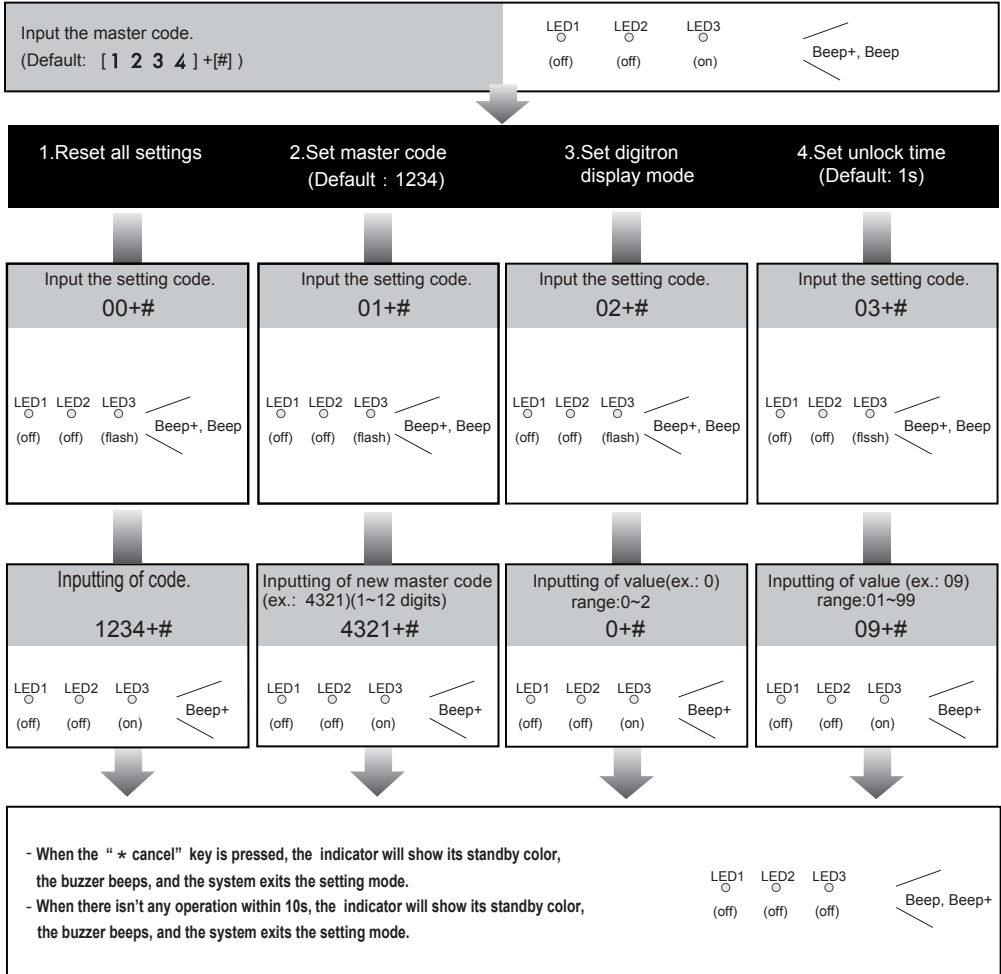 Input the master code.
(Default: [ 1 2 3 4 ] +[#] )
LED1 LED2 LED3
(off) (off) (on)
Beep+, Beep
1.Reset all settings
2.Set master code
(Default : 1234)
3.Set digitron
display mode
4.Set unlock time
(Default: 1s)
Input the setting code.
00+#
LED1 LED2 LED3
(off) (off) (flash)
Beep+, Beep
Input the setting code.
01+#
LED1 LED2 LED3
(off) (off) (flash)
Beep+, Beep
Input the setting code.
02+#
LED1 LED2 LED3
(off) (off) (flash)
Beep+, Beep
Input the setting code.
03+#
LED1 LED2 LED3
(off) (off) (flssh)
Beep+, Beep
Inputting of code.
1234+#
LED1 LED2 LED3
(off) (off) (on)
Beep+
Inputting of new master code
(ex.: 4321)(1~12 digits)
4321+#
LED1 LED2 LED3
(off) (off) (on)
Beep+
Inputting of value(ex.: 0)
range:0~2
0+#
LED1 LED2 LED3
(off) (off) (on)
Beep+
Inputting of value (ex.: 09)
range:01~99
09+#
LED1 LED2 LED3
(off) (off) (on)
Beep+
- When the “ * cancel” key is pressed, the indicator will show its standby color,
the buzzer beeps, and the system exits the setting mode.
- When there isn’t any operation within 10s, the indicator will show its standby color,
the buzzer beeps, and the system exits the setting mode.
LED1 LED2 LED3
(off) (off) (off)
Beep, Beep+